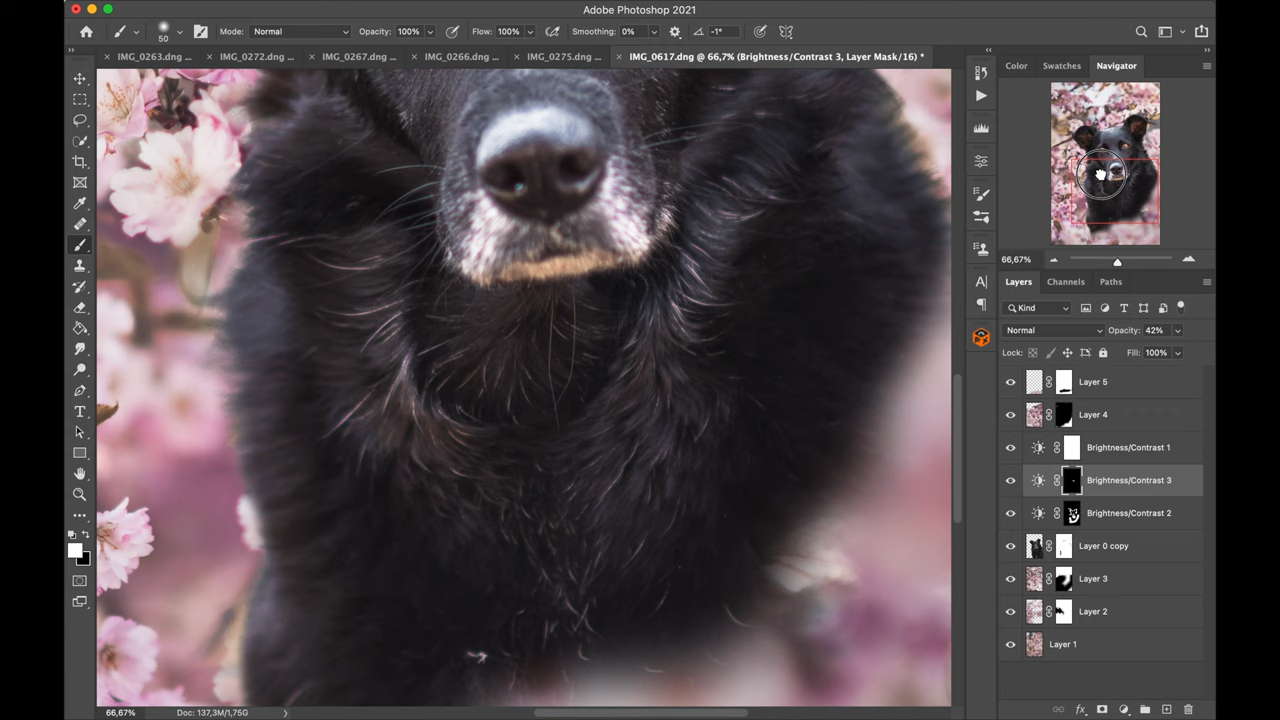 Adobe Photoshop 2021
50 Mode: Normal Opacity: 100% Flow: 100% Smoothing: 0% -1°
IMG_0263.dng ... IMG_0272.dng ... IMG_0267.dng ... IMG_0266.dng ... IMG_0275.dng ... IMG_0617.dng @ 66,7% (Brightness/Contrast 3, Layer Mask/16) *
Color Swatches Navigator
66,67%
Layers Channels Paths
Kind
Normal Opacity: 42%
Lock: Fill: 100%
Layer 5
Layer 4
Brightness/Contrast 1
Brightness/Contrast 3
Brightness/Contrast 2
Layer 0 copy
Layer 3
Layer 2
Layer 1
66,67% Doc: 137,3M/1,75G